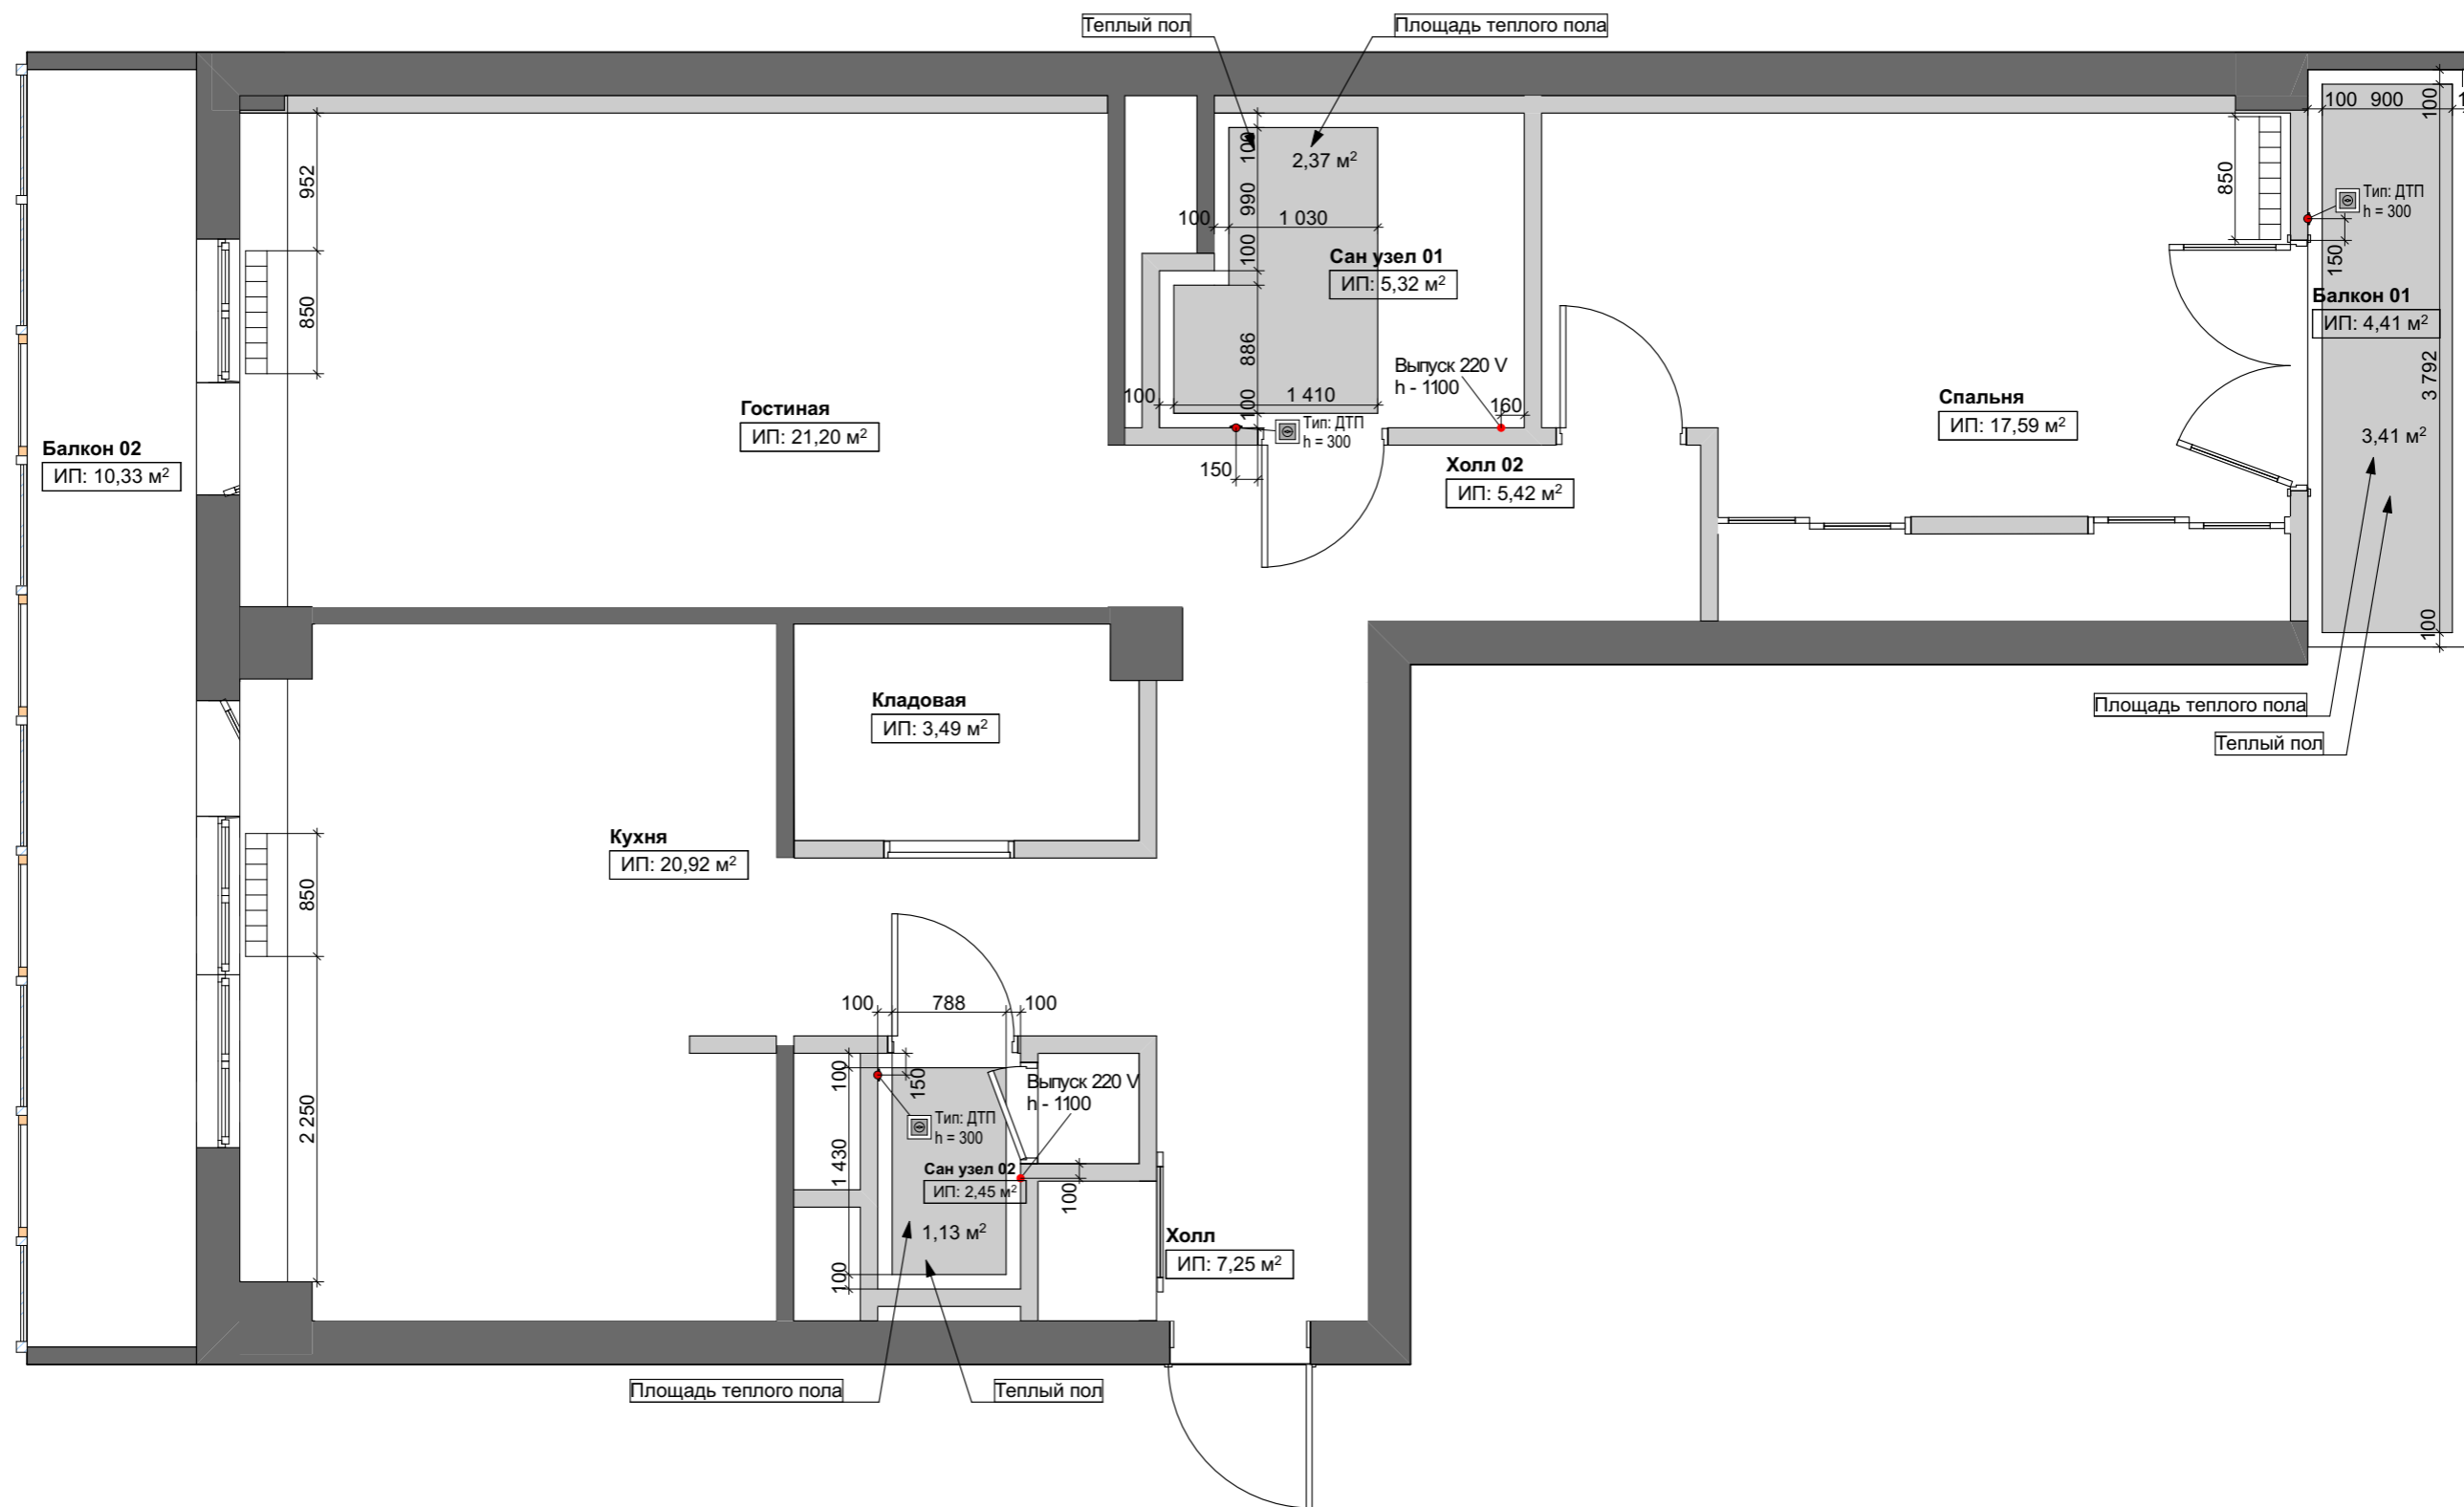 Теплый пол
Площадь теплого пола
100 900
100
100
952
850
100
990
100
2,37 м²
100
1 030
Сан узел 01
ИП: 5,32 м²
886
100
1 410
100
Выпуск 220 V
h - 1100
160
Тип: ДТП
h = 300
150
850
Тип: ДТП
h = 300
150
Балкон 01
ИП: 4,41 м²
3 792
3,41 м²
100
Гостиная
ИП: 21,20 м²
Спальня
ИП: 17,59 м²
Балкон 02
ИП: 10,33 м²
Холл 02
ИП: 5,42 м²
Площадь теплого пола
Теплый пол
Кладовая
ИП: 3,49 м²
Кухня
ИП: 20,92 м²
850
2 250
100
788
100
100
150
Выпуск 220 V
h - 1100
Тип: ДТП
h = 300
1 430
Сан узел 02
ИП: 2,45 м²
100
1,13 м²
100
Холл
ИП: 7,25 м²
Площадь теплого пола
Теплый пол